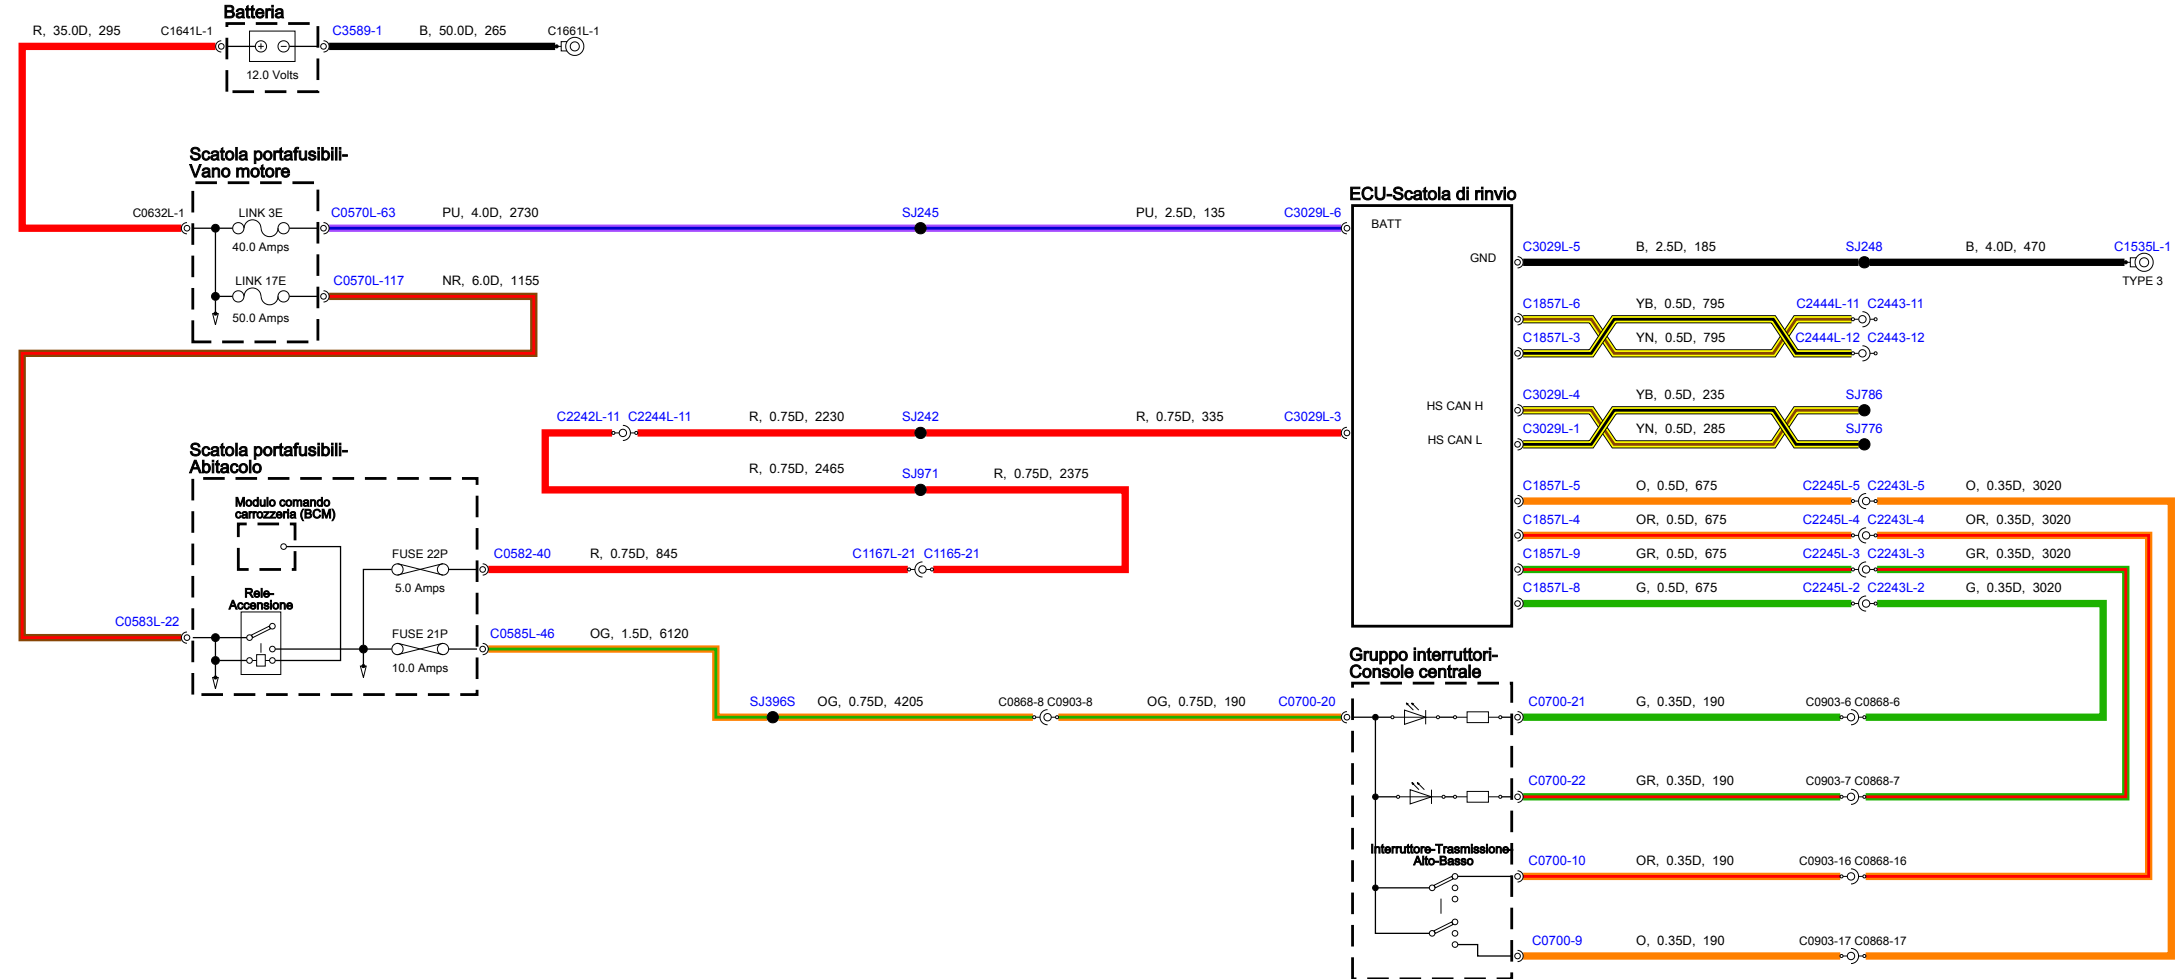 Batteria
R, 35.0D, 295
C1641L-1
C3589-1
B, 50.0D, 265
C1661L-1
12.0 Volts
Scatola portafusibili-
Vano motore
C0632L-1
LINK 3E
40.0 Amps
C0570L-63
PU, 4.0D, 2730
SJ245
PU, 2.5D, 135
C3029L-6
LINK 17E
50.0 Amps
C0570L-117
NR, 6.0D, 1155
ECU-Scatola di rinvio
BATT
GND
C3029L-5
B, 2.5D, 185
SJ248
B, 4.0D, 470
C1535L-1
TYPE 3
C1857L-6
YB, 0.5D, 795
C2444L-11
C2443-11
C1857L-3
YN, 0.5D, 795
C2444L-12
C2443-12
HS CAN H
C3029L-4
YB, 0.5D, 235
SJ786
HS CAN L
C3029L-1
YN, 0.5D, 285
SJ776
C2242L-11
C2244L-11
R, 0.75D, 2230
SJ242
R, 0.75D, 335
C3029L-3
R, 0.75D, 2465
SJ971
R, 0.75D, 2375
C1857L-5
O, 0.5D, 675
C2245L-5
C2243L-5
O, 0.35D, 3020
C1857L-4
OR, 0.5D, 675
C2245L-4
C2243L-4
OR, 0.35D, 3020
C1857L-9
GR, 0.5D, 675
C2245L-3
C2243L-3
GR, 0.35D, 3020
C1857L-8
G, 0.5D, 675
C2245L-2
C2243L-2
G, 0.35D, 3020
Scatola portafusibili-
Abitacolo
Modulo comando
carrozzeria (BCM)
FUSE 22P
5.0 Amps
C0582-40
R, 0.75D, 845
C1167L-21
C1165-21
Rele-
Accensione
C0583L-22
FUSE 21P
10.0 Amps
C0585L-46
OG, 1.5D, 6120
SJ396S
OG, 0.75D, 4205
C0868-8
C0903-8
OG, 0.75D, 190
C0700-20
Gruppo interruttori-
Console centrale
C0700-21
G, 0.35D, 190
C0903-6
C0868-6
C0700-22
GR, 0.35D, 190
C0903-7
C0868-7
Interruttore-Trasmissione-
Alto-Basso
C0700-10
OR, 0.35D, 190
C0903-16
C0868-16
C0700-9
O, 0.35D, 190
C0903-17
C0868-17